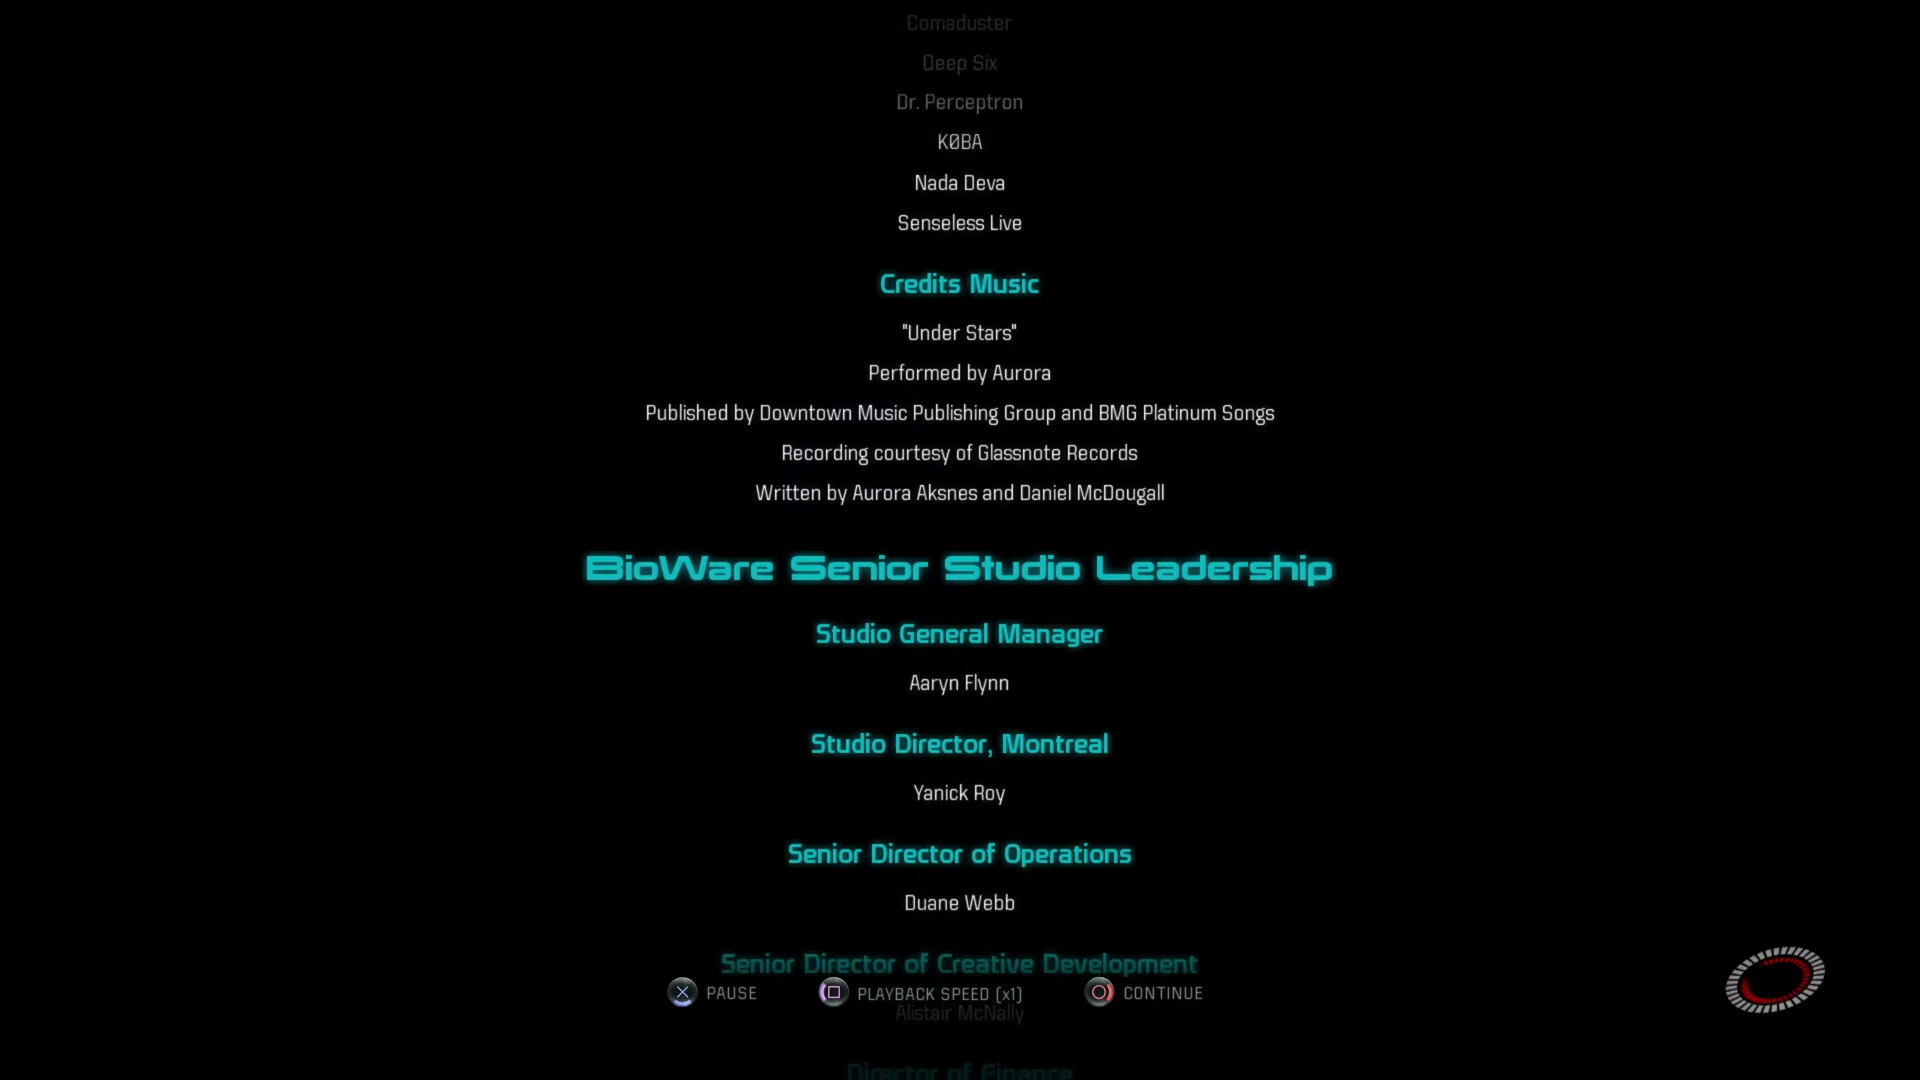 Comaduster
Deep Six
Dr. Perceptron
KØBA
Nada Deva
Senseless Live
Credits Music
"Under Stars"
Performed by Aurora
Published by Downtown Music Publishing Group and BMG Platinum Songs
Recording courtesy of Glassnote Records
Written by Aurora Aksnes and Daniel McDougall
BioWare Senior Studio Leadership
Studio General Manager
Aaryn Flynn
Studio Director, Montreal
Yanick Roy
Senior Director of Operations
Duane Webb
Senior Director of Creative Development
PAUSE PLAYBACK SPEED (x1) CONTINUE
Alistair McNally
Director of Finance